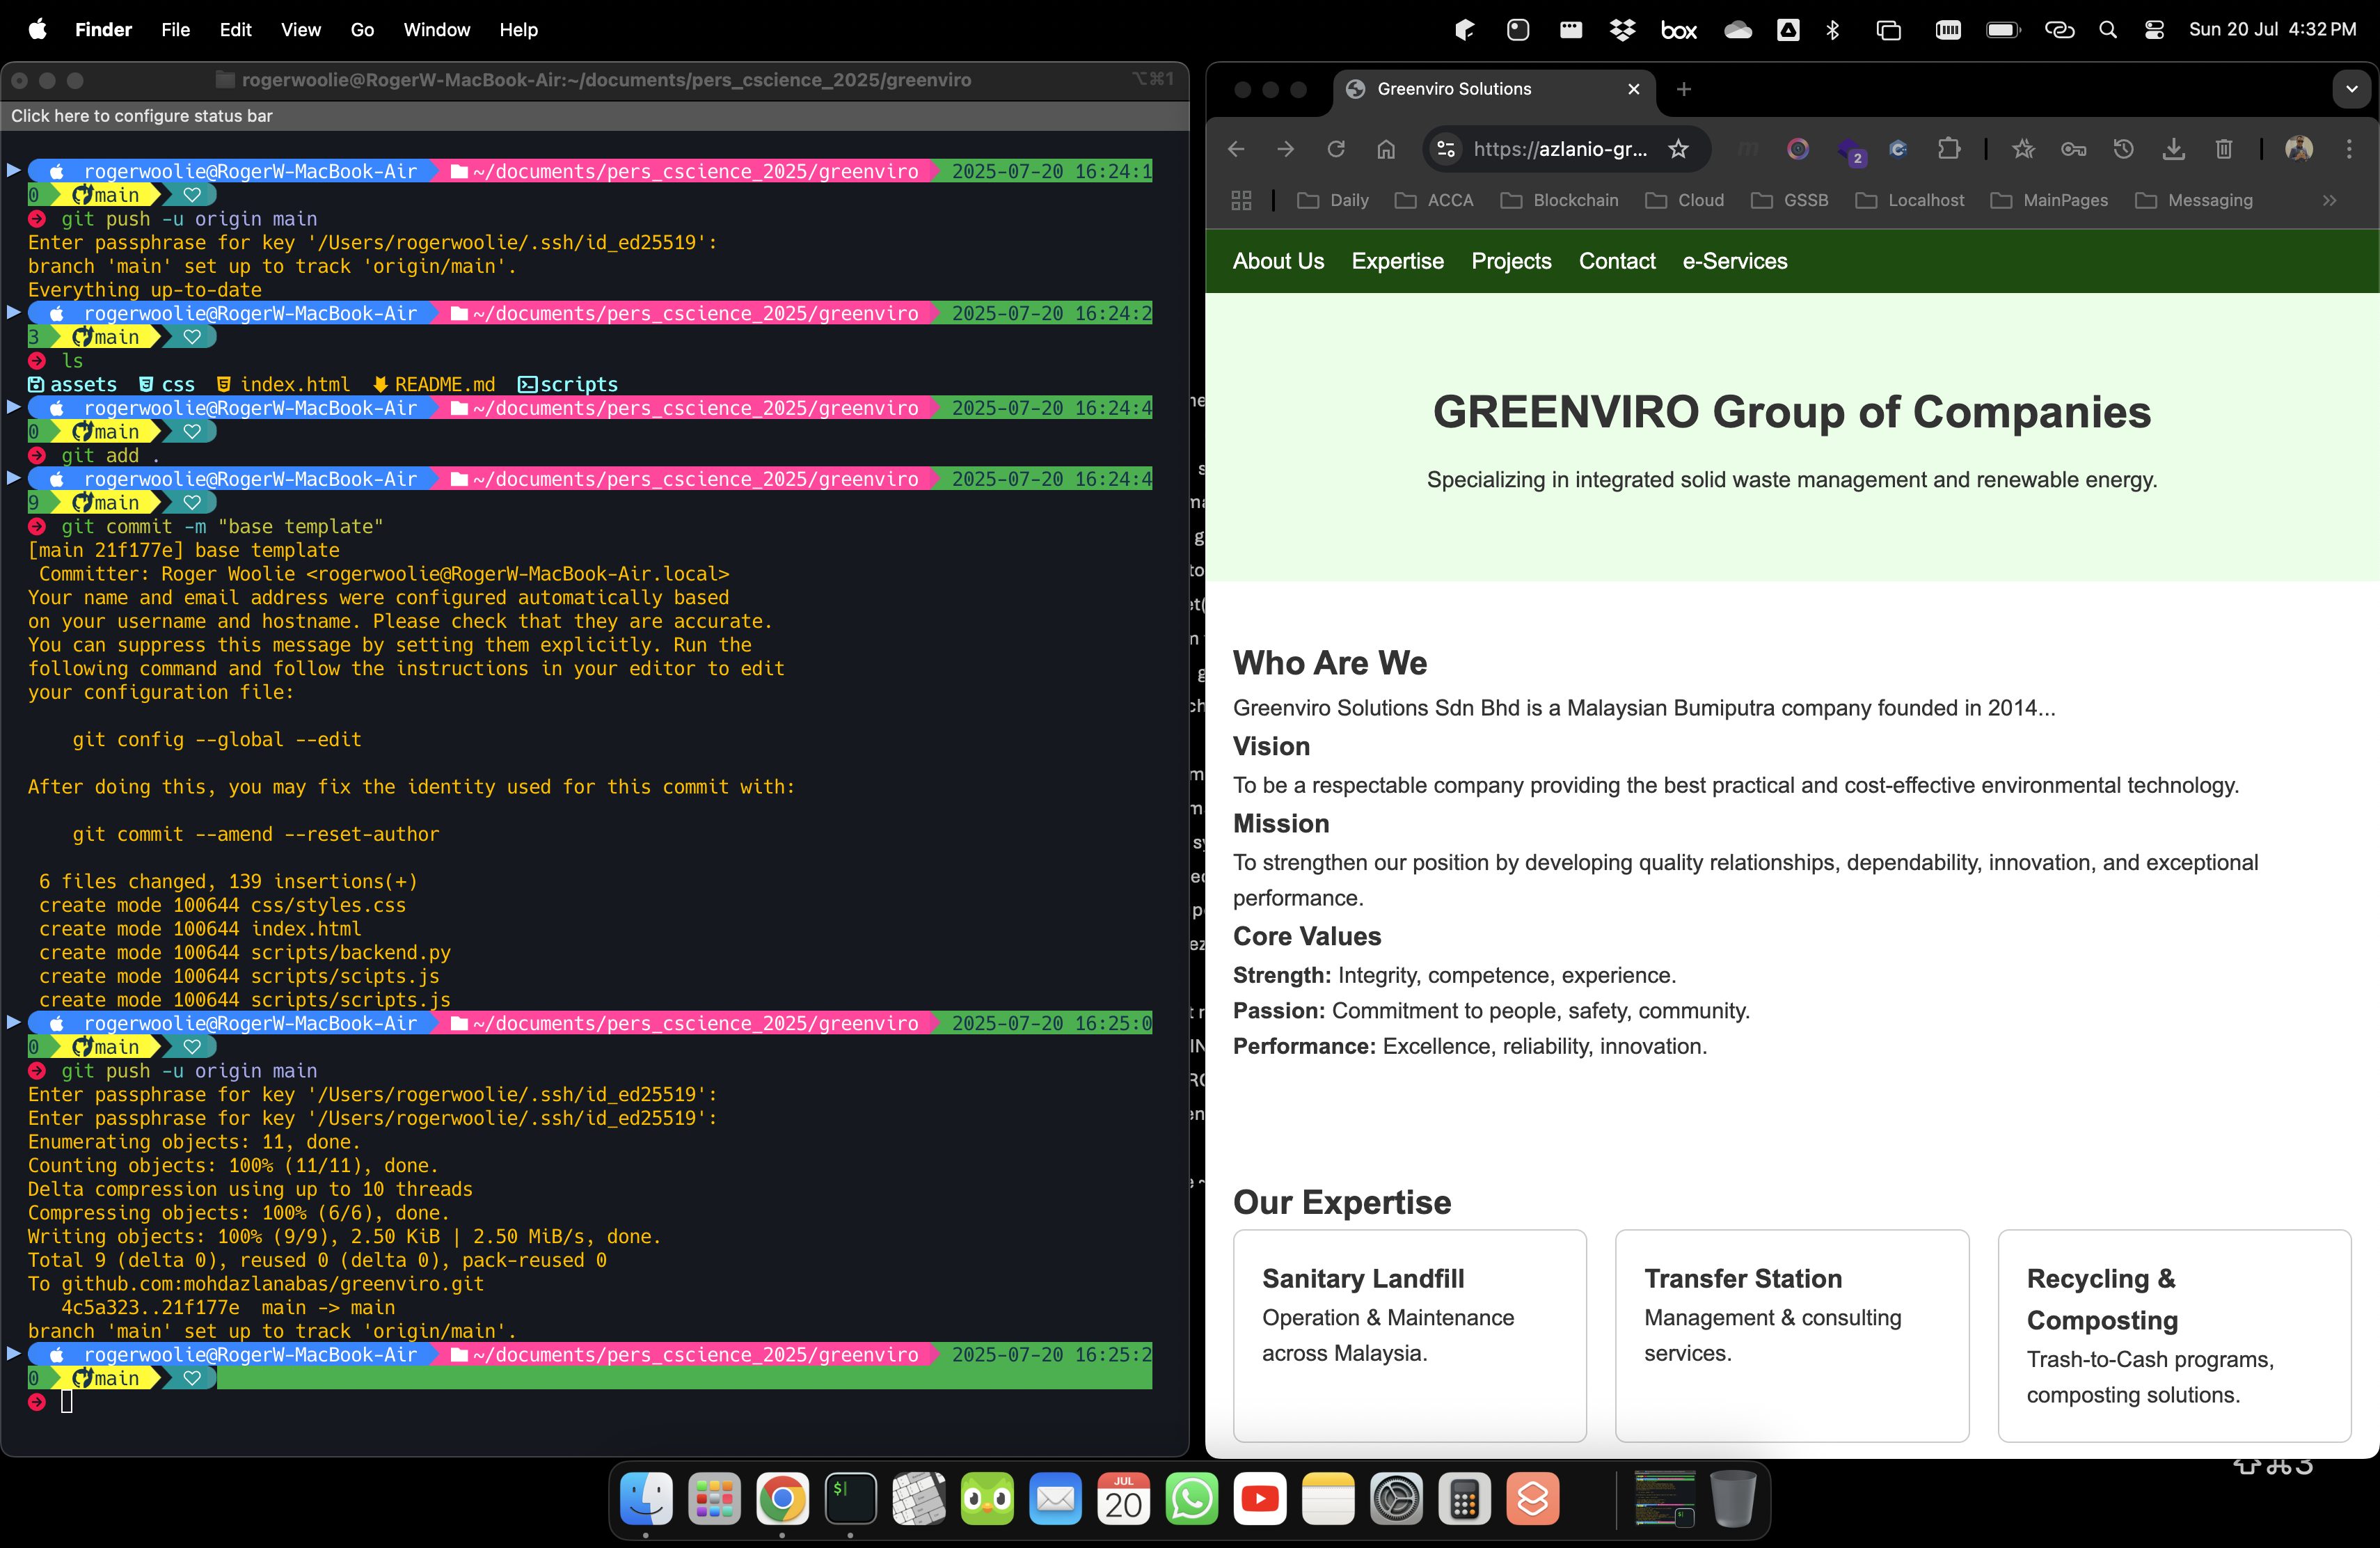 Finder File Edit View Go Window Help
box
Sun 20 Jul 4:32 PM
rogerwoolie@RogerW-MacBook-Air:~/documents/pers_cscience_2025/greenviro
⌥⌘1
Click here to configure status bar
rogerwoolie@RogerW-MacBook-Air ~/documents/pers_cscience_2025/greenviro 2025-07-20 16:24:1
0 main ♡
git push -u origin main
Enter passphrase for key '/Users/rogerwoolie/.ssh/id_ed25519':
branch 'main' set up to track 'origin/main'.
Everything up-to-date
rogerwoolie@RogerW-MacBook-Air ~/documents/pers_cscience_2025/greenviro 2025-07-20 16:24:2
3 main ♡
ls
assets css index.html README.md scripts
rogerwoolie@RogerW-MacBook-Air ~/documents/pers_cscience_2025/greenviro 2025-07-20 16:24:4
0 main ♡
git add .
rogerwoolie@RogerW-MacBook-Air ~/documents/pers_cscience_2025/greenviro 2025-07-20 16:24:4
9 main ♡
git commit -m "base template"
[main 21f177e] base template
Committer: Roger Woolie <rogerwoolie@RogerW-MacBook-Air.local>
Your name and email address were configured automatically based
on your username and hostname. Please check that they are accurate.
You can suppress this message by setting them explicitly. Run the
following command and follow the instructions in your editor to edit
your configuration file:
git config --global --edit
After doing this, you may fix the identity used for this commit with:
git commit --amend --reset-author
6 files changed, 139 insertions(+)
create mode 100644 css/styles.css
create mode 100644 index.html
create mode 100644 scripts/backend.py
create mode 100644 scripts/scipts.js
create mode 100644 scripts/scripts.js
rogerwoolie@RogerW-MacBook-Air ~/documents/pers_cscience_2025/greenviro 2025-07-20 16:25:0
0 main ♡
git push -u origin main
Enter passphrase for key '/Users/rogerwoolie/.ssh/id_ed25519':
Enter passphrase for key '/Users/rogerwoolie/.ssh/id_ed25519':
Enumerating objects: 11, done.
Counting objects: 100% (11/11), done.
Delta compression using up to 10 threads
Compressing objects: 100% (6/6), done.
Writing objects: 100% (9/9), 2.50 KiB | 2.50 MiB/s, done.
Total 9 (delta 0), reused 0 (delta 0), pack-reused 0
To github.com:mohdazlanabas/greenviro.git
4c5a323..21f177e main -> main
branch 'main' set up to track 'origin/main'.
rogerwoolie@RogerW-MacBook-Air ~/documents/pers_cscience_2025/greenviro 2025-07-20 16:25:2
0 main ♡
Greenviro Solutions
https://azlanio-gr...
2
Daily ACCA Blockchain Cloud GSSB Localhost MainPages Messaging
About Us Expertise Projects Contact e-Services
GREENVIRO Group of Companies
Specializing in integrated solid waste management and renewable energy.
Who Are We
Greenviro Solutions Sdn Bhd is a Malaysian Bumiputra company founded in 2014...
Vision
To be a respectable company providing the best practical and cost-effective environmental technology.
Mission
To strengthen our position by developing quality relationships, dependability, innovation, and exceptional
performance.
Core Values
Strength: Integrity, competence, experience.
Passion: Commitment to people, safety, community.
Performance: Excellence, reliability, innovation.
Our Expertise
Sanitary Landfill
Operation & Maintenance
across Malaysia.
Transfer Station
Management & consulting
services.
Recycling &
Composting
Trash-to-Cash programs,
composting solutions.
JUL
20